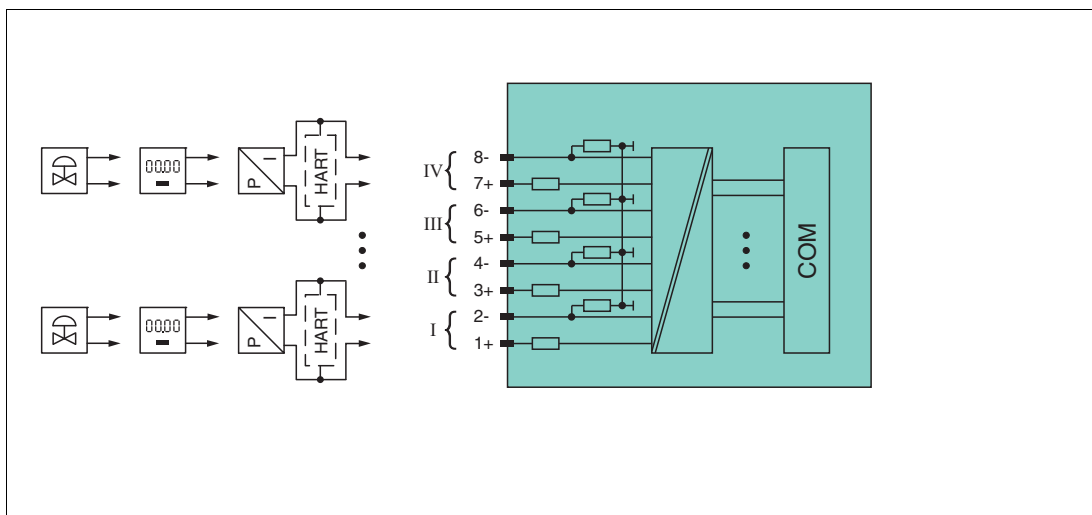 00.00
P I
HART
IV
8-
7+
III
6-
5+
II
4-
3+
I
2-
1+
COM
00.00
P I
HART